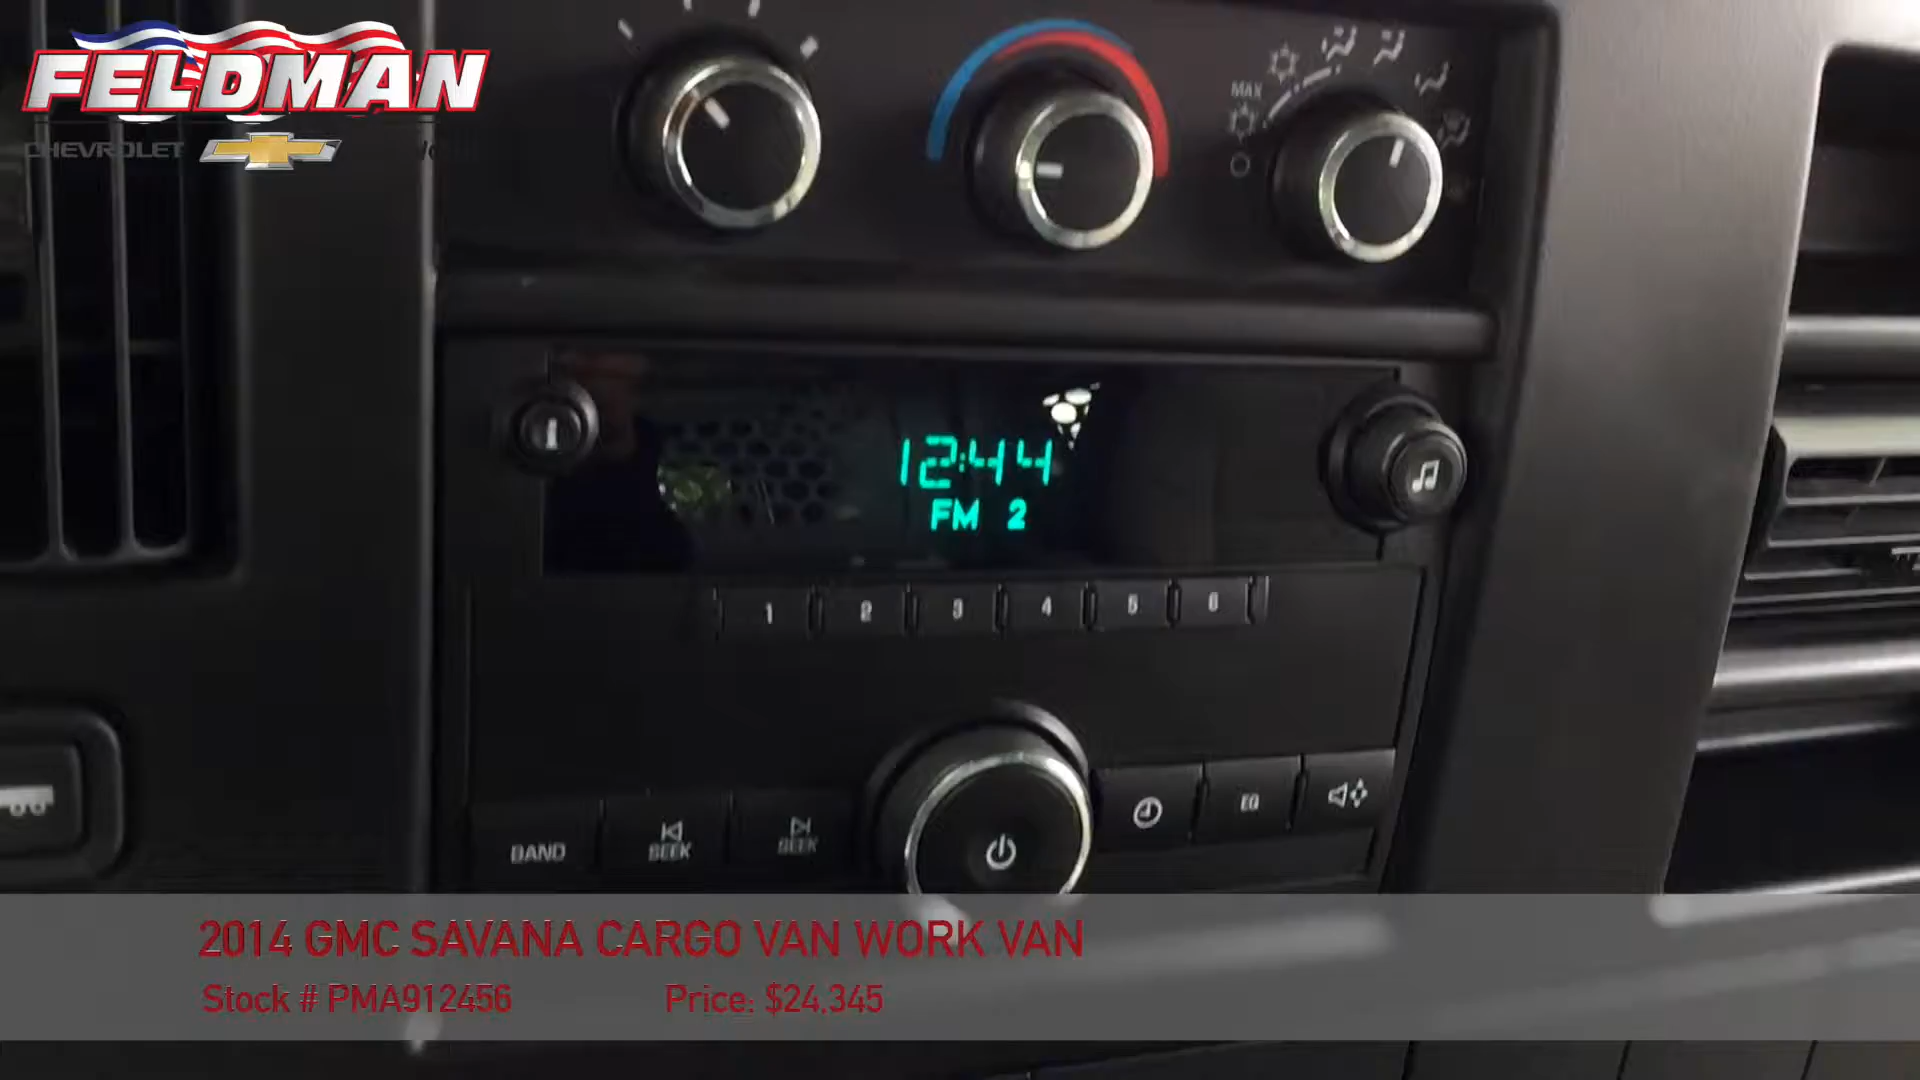 FELDMAN
CHEVROLET
MAX
12:44
FM 2
1 2 3 4 5 6
BAND
SEEK
SEEK
EQ
2014 GMC SAVANA CARGO VAN WORK VAN
Stock # PMA912456 Price: $24,345